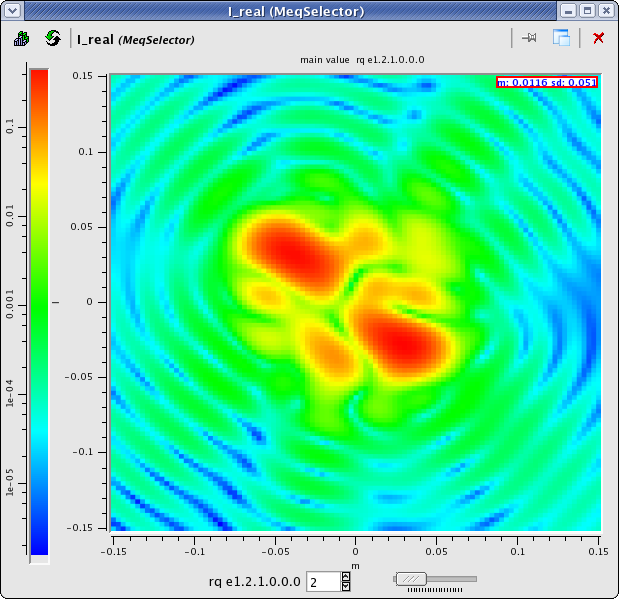 I_real (MeqSelector)
I_real (MeqSelector)
main value rq e1.2.1.0.0.0
m: 0.0116 sd: 0.051
0.1
0.01
0.001
1e-04
1e-05
0.15
0.1
0.05
0
-0.05
-0.1
-0.15
-0.15
-0.1
-0.05
0
0.05
0.1
0.15
m
rq e1.2.1.0.0.0 2